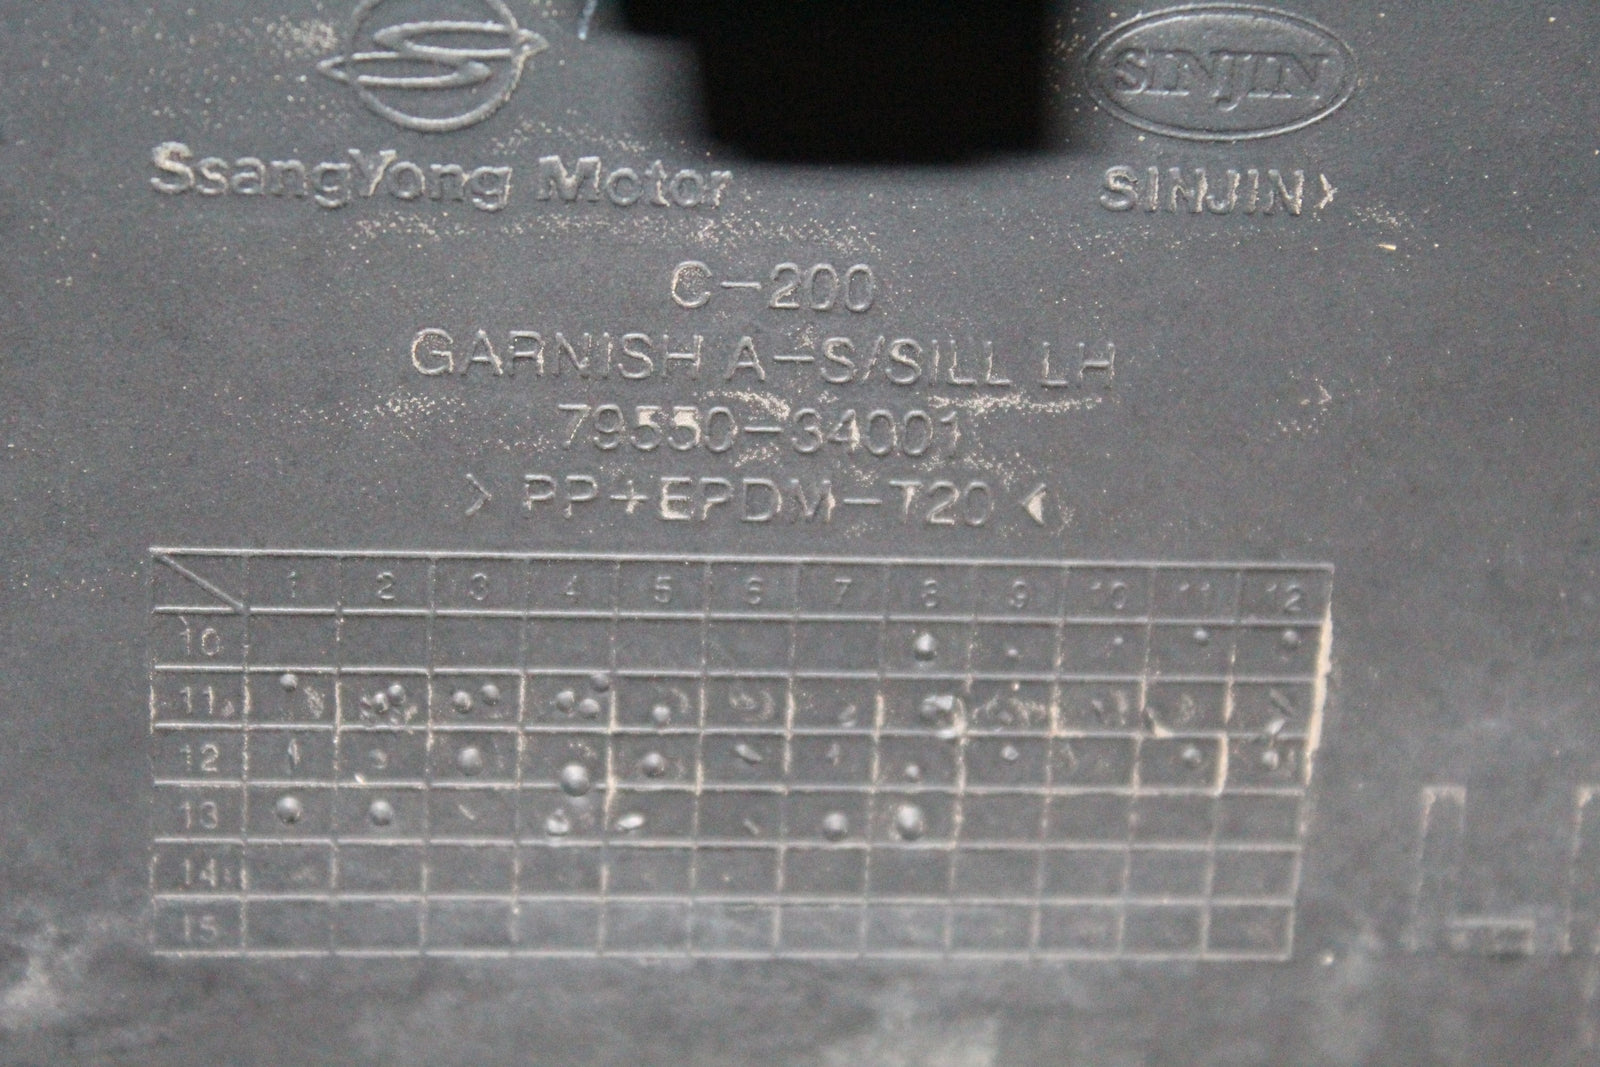 SINJIN
SsangYong Motor
SINJIN>
C-200
GARNISH A-S/SILL LH
79550-34001
> PP+EPDM-T20 <
1 2 3 4 5 6 7 8 9 10 11 12
10
11
12
13
14
15